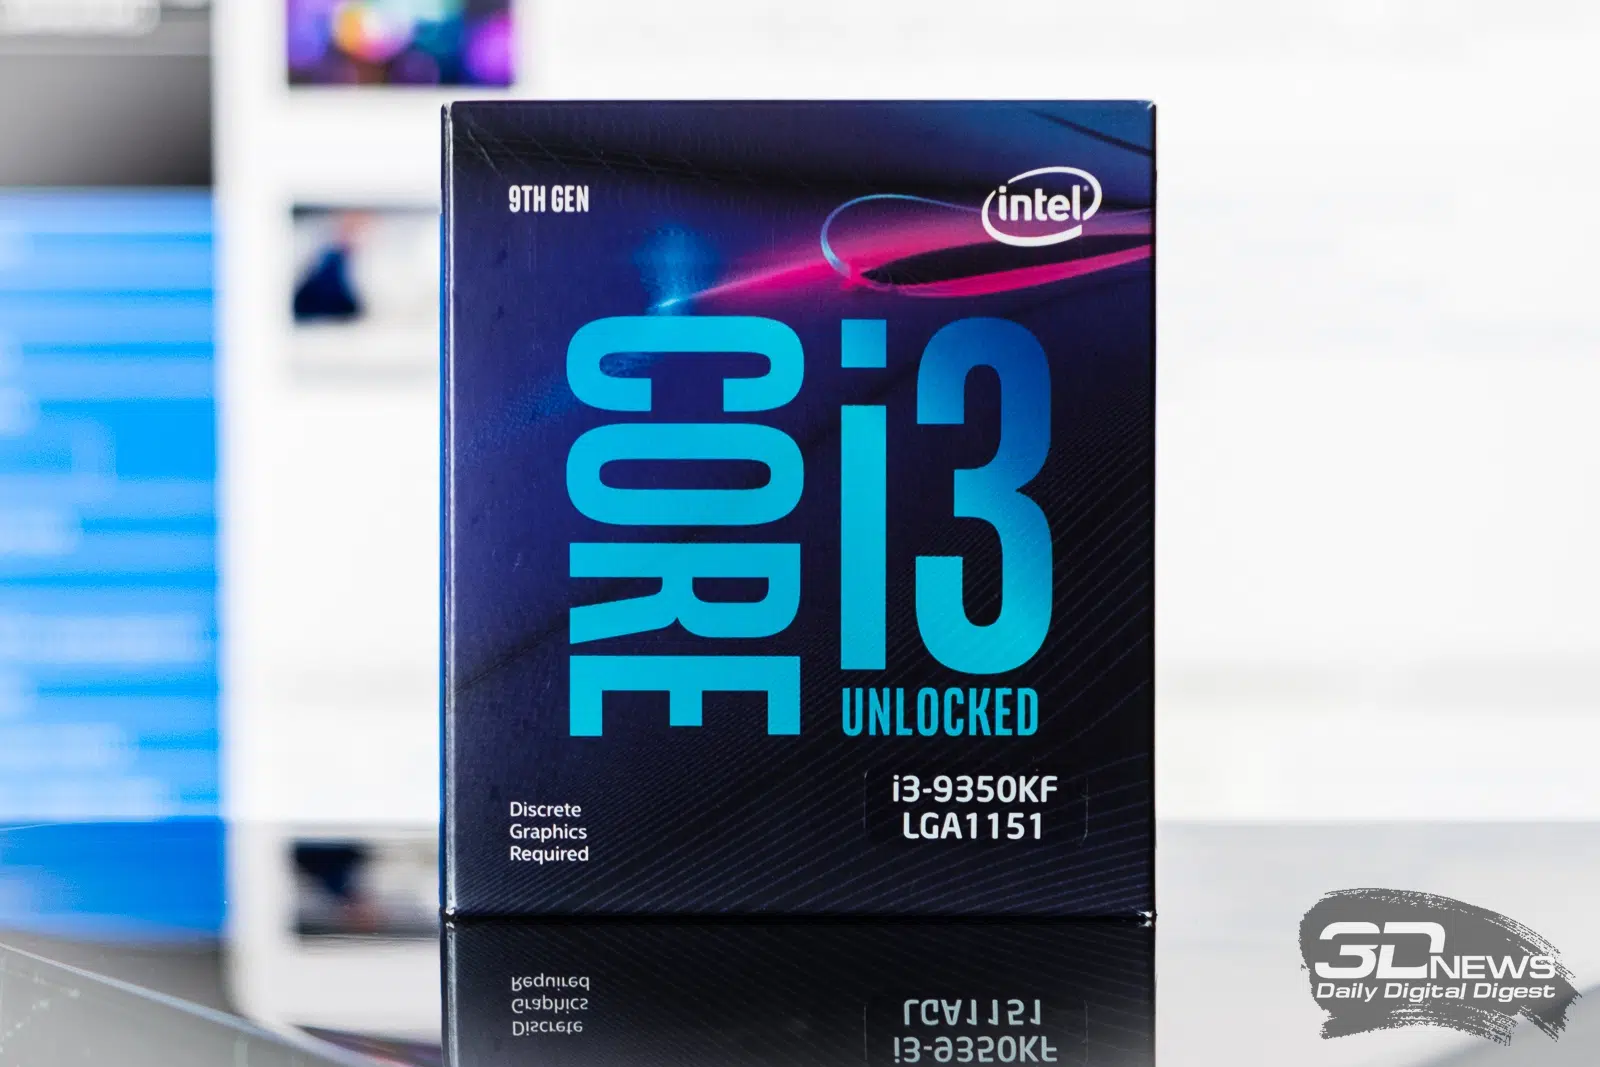 9TH GEN
intel®
CORE i3
UNLOCKED
i3-9350KF
LGA1151
Discrete
Graphics
Required
3DNEWS
Daily Digital Digest